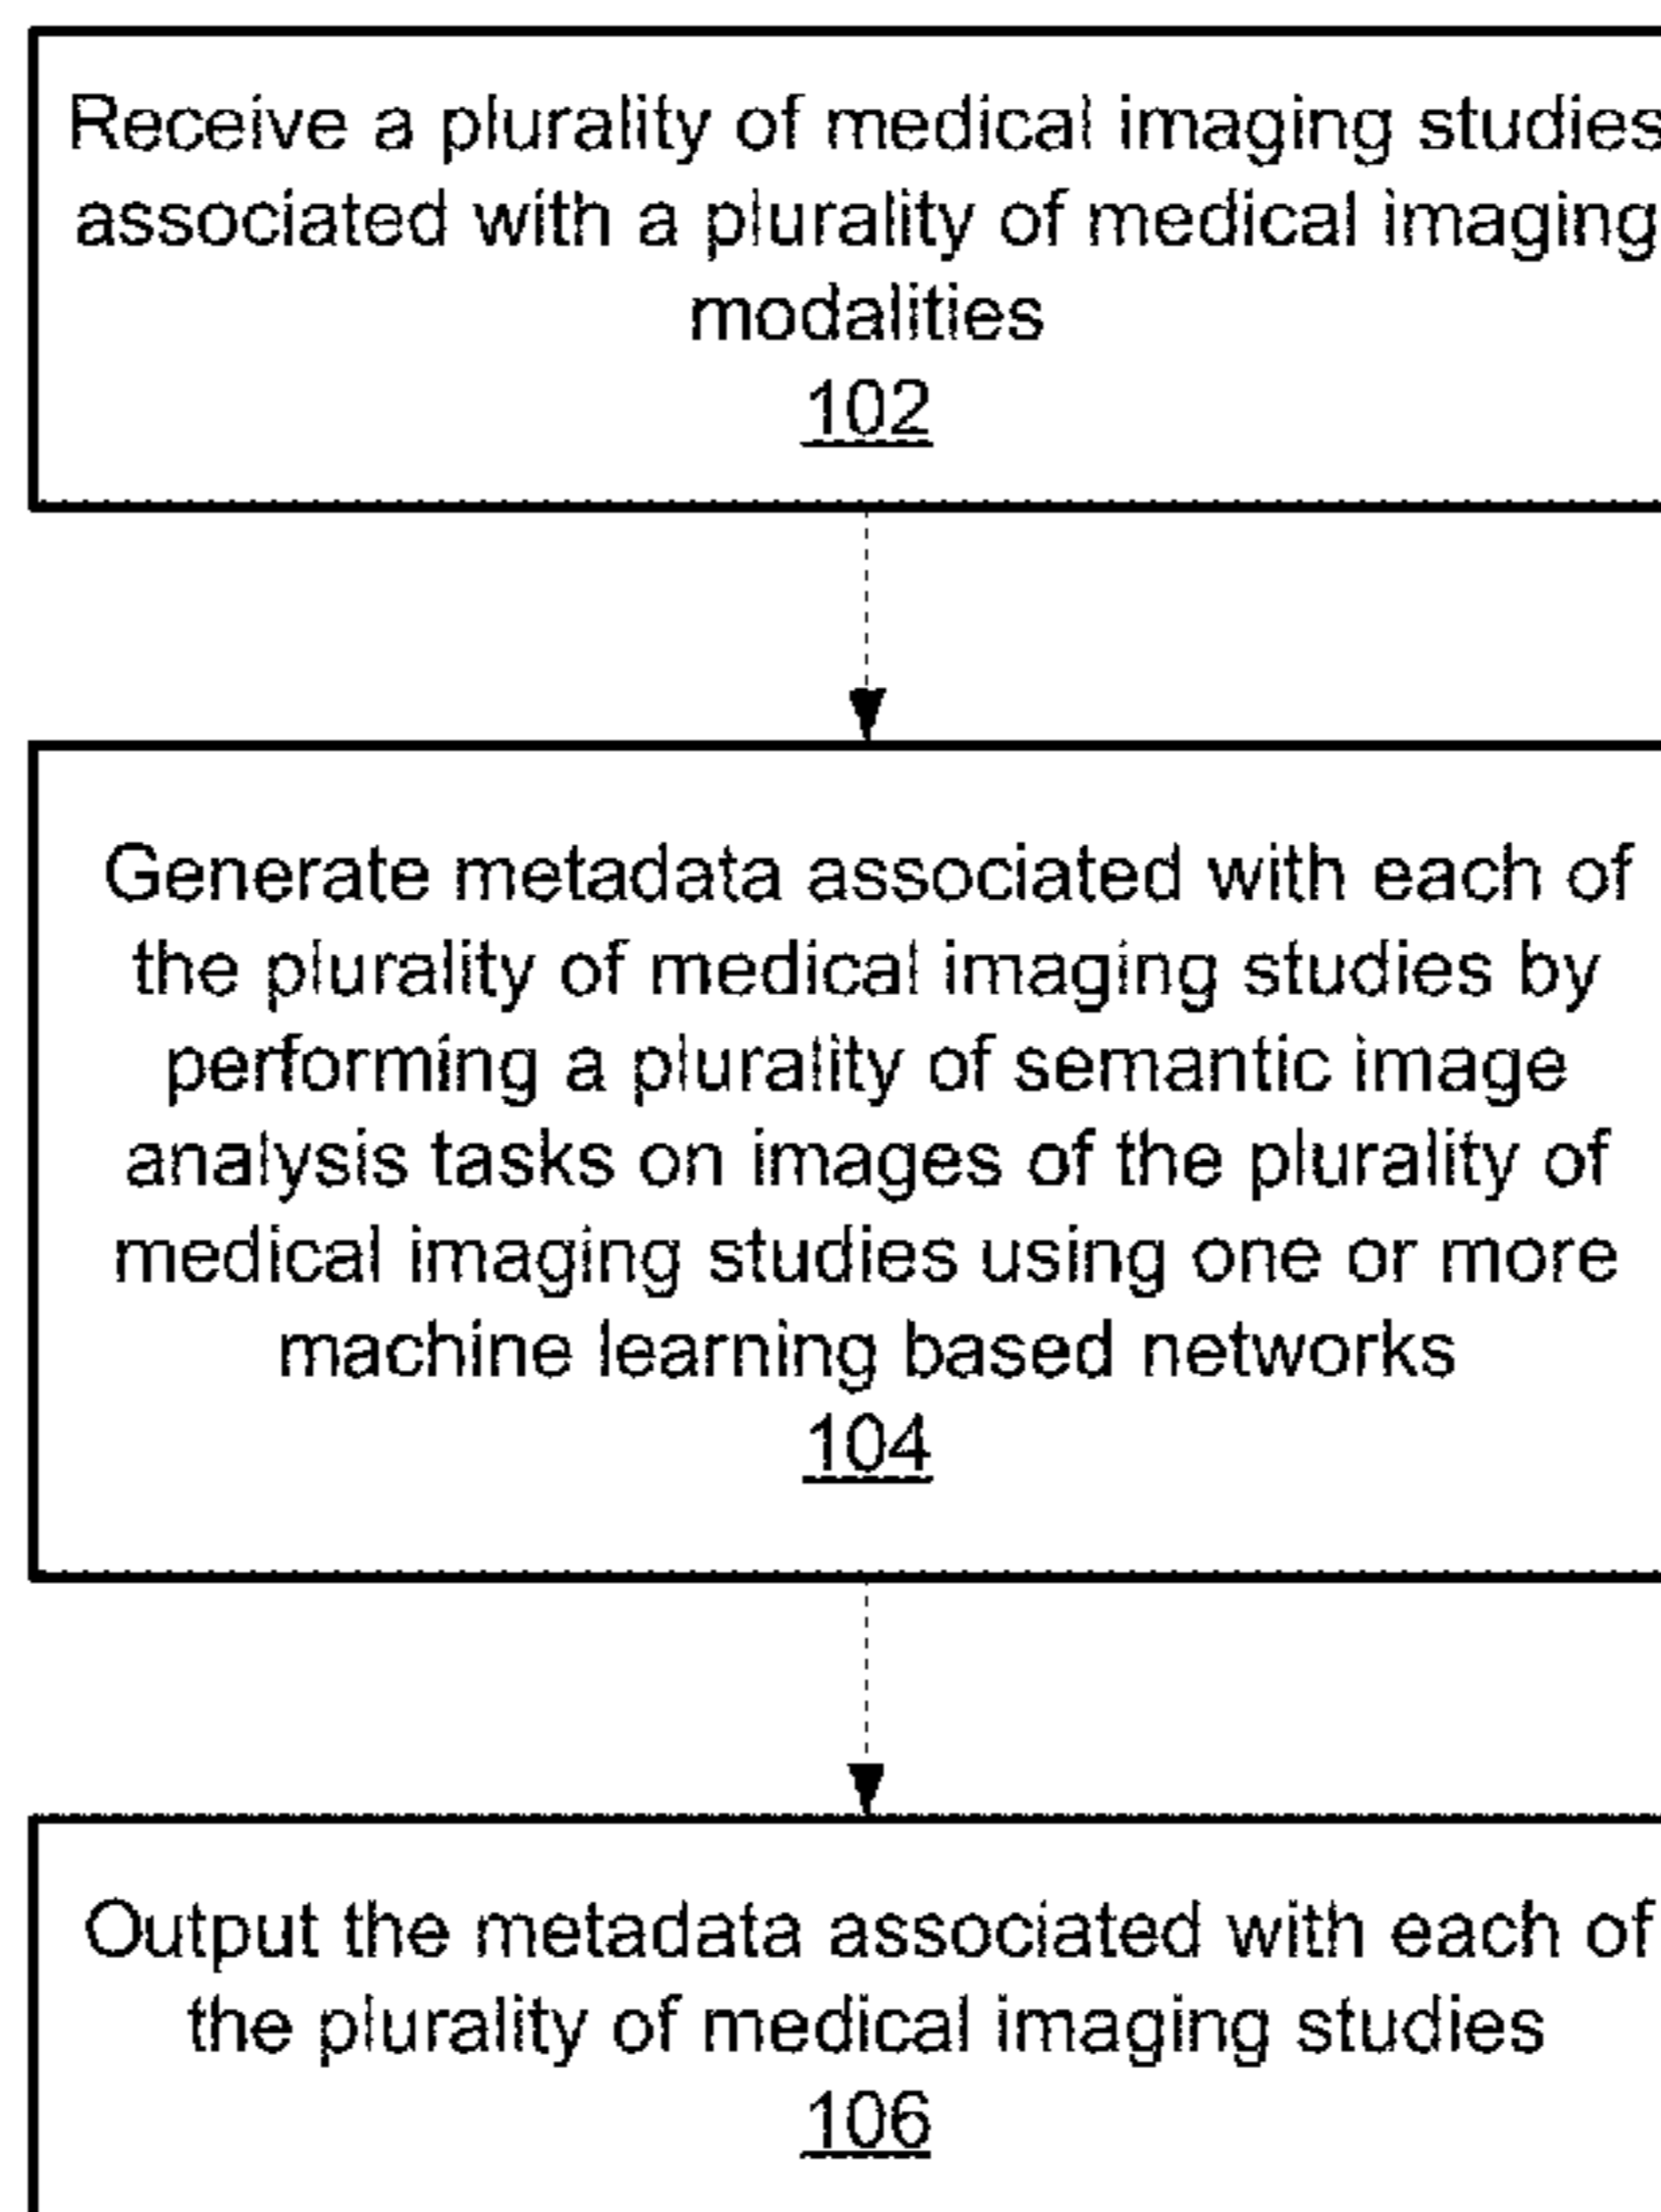 Receive a plurality of medical imaging studies
associated with a plurality of medical imaging
modalities
102
Generate metadata associated with each of
the plurality of medical imaging studies by
performing a plurality of semantic image
analysis tasks on images of the plurality of
medical imaging studies using one or more
machine learning based networks
104
Output the metadata associated with each of
the plurality of medical imaging studies
106